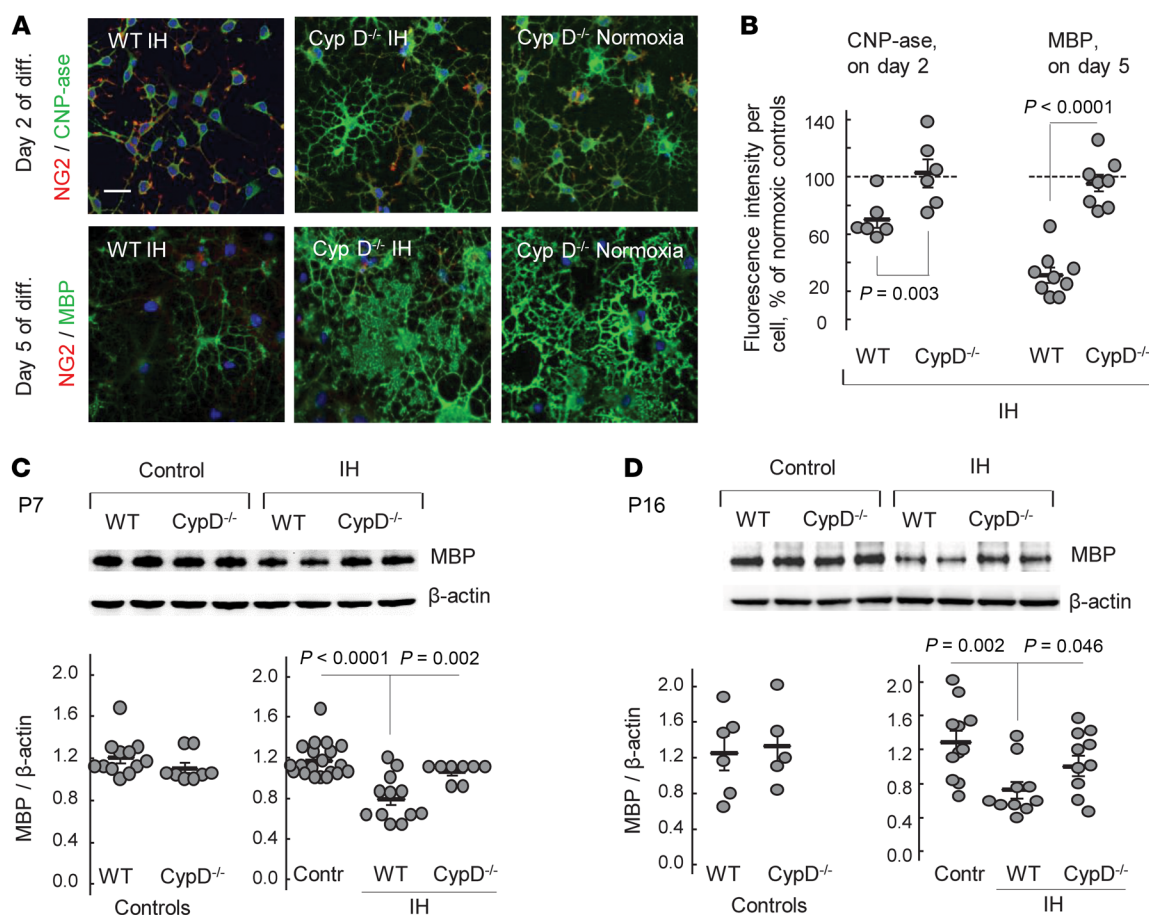 A
Day 2 of diff.
NG2 / CNP-ase
WT IH
Cyp D-/- IH
Cyp D-/- Normoxia
Day 5 of diff.
NG2 / MBP
WT IH
Cyp D-/- IH
Cyp D-/- Normoxia
B
CNP-ase,
on day 2
MBP,
on day 5
Fluorescence intensity per
cell, % of normoxic controls
140
100
60
20
0
P < 0.0001
P = 0.003
WT
CypD-/-
WT
CypD-/-
IH
C
P7
Control
IH
WT
CypD-/-
WT
CypD-/-
MBP
β-actin
MBP / β-actin
2.0
1.6
1.2
0.8
0.4
0.0
WT
CypD-/-
Controls
P < 0.0001
P = 0.002
2.0
1.6
1.2
0.8
0.4
0.0
Contr
WT
CypD-/-
IH
D
P16
Control
IH
WT
CypD-/-
WT
CypD-/-
MBP
β-actin
MBP / β-actin
2.0
1.6
1.2
0.8
0.4
0.0
WT
CypD-/-
Controls
P = 0.002
P = 0.046
2.0
1.6
1.2
0.8
0.4
0.0
Contr
WT
CypD-/-
IH